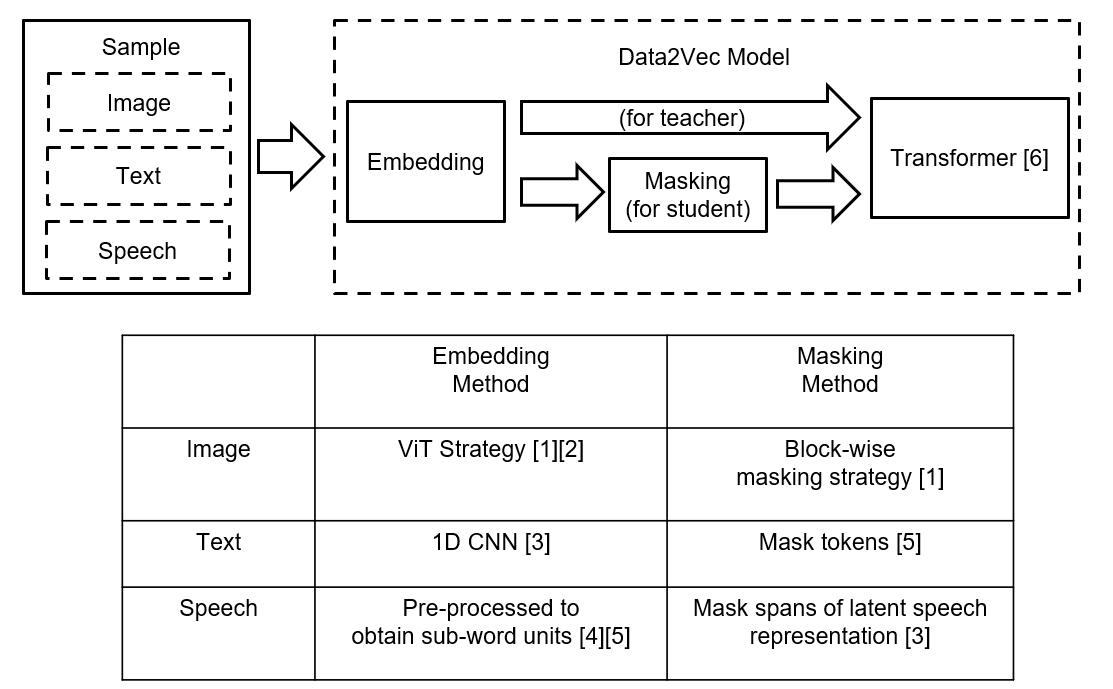 Sample
Image
Text
Speech
Data2Vec Model
Embedding
(for teacher)
Masking
(for student)
Transformer [6]
Embedding
Method
Masking
Method
Image
ViT Strategy [1][2]
Block-wise
masking strategy [1]
Text
1D CNN [3]
Mask tokens [5]
Speech
Pre-processed to
obtain sub-word units [4][5]
Mask spans of latent speech
representation [3]